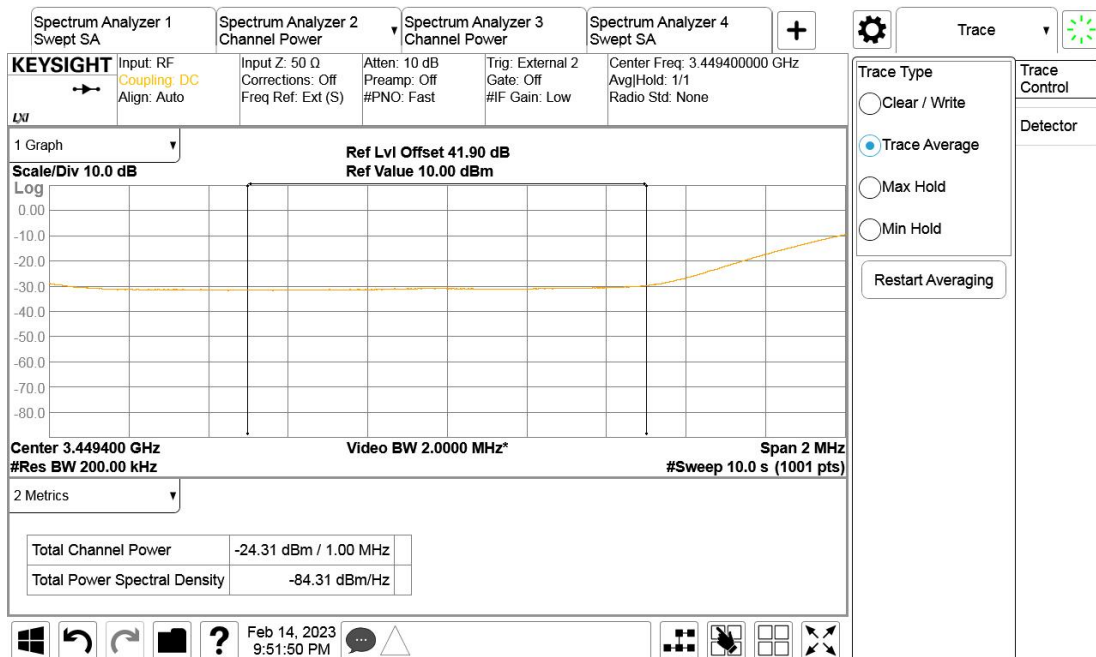 Spectrum Analyzer 1
Swept SA
Spectrum Analyzer 2
Channel Power
Spectrum Analyzer 3
Channel Power
Spectrum Analyzer 4
Swept SA
+
Trace
KEYSIGHT
LXI
Input: RF
Coupling: DC
Align: Auto
Input Z: 50 Ω
Corrections: Off
Freq Ref: Ext (S)
Atten: 10 dB
Preamp: Off
#PNO: Fast
Trig: External 2
Gate: Off
#IF Gain: Low
Center Freq: 3.449400000 GHz
Avg|Hold: 1/1
Radio Std: None
Trace Type
Clear / Write
Trace Average
Max Hold
Min Hold
Restart Averaging
Trace
Control
Detector
1 Graph
Scale/Div 10.0 dB
Ref Lvl Offset 41.90 dB
Ref Value 10.00 dBm
Log
0.00
-10.0
-20.0
-30.0
-40.0
-50.0
-60.0
-70.0
-80.0
Center 3.449400 GHz
#Res BW 200.00 kHz
Video BW 2.0000 MHz*
Span 2 MHz
#Sweep 10.0 s (1001 pts)
2 Metrics
Total Channel Power -24.31 dBm / 1.00 MHz
Total Power Spectral Density -84.31 dBm/Hz
?
Feb 14, 2023
9:51:50 PM